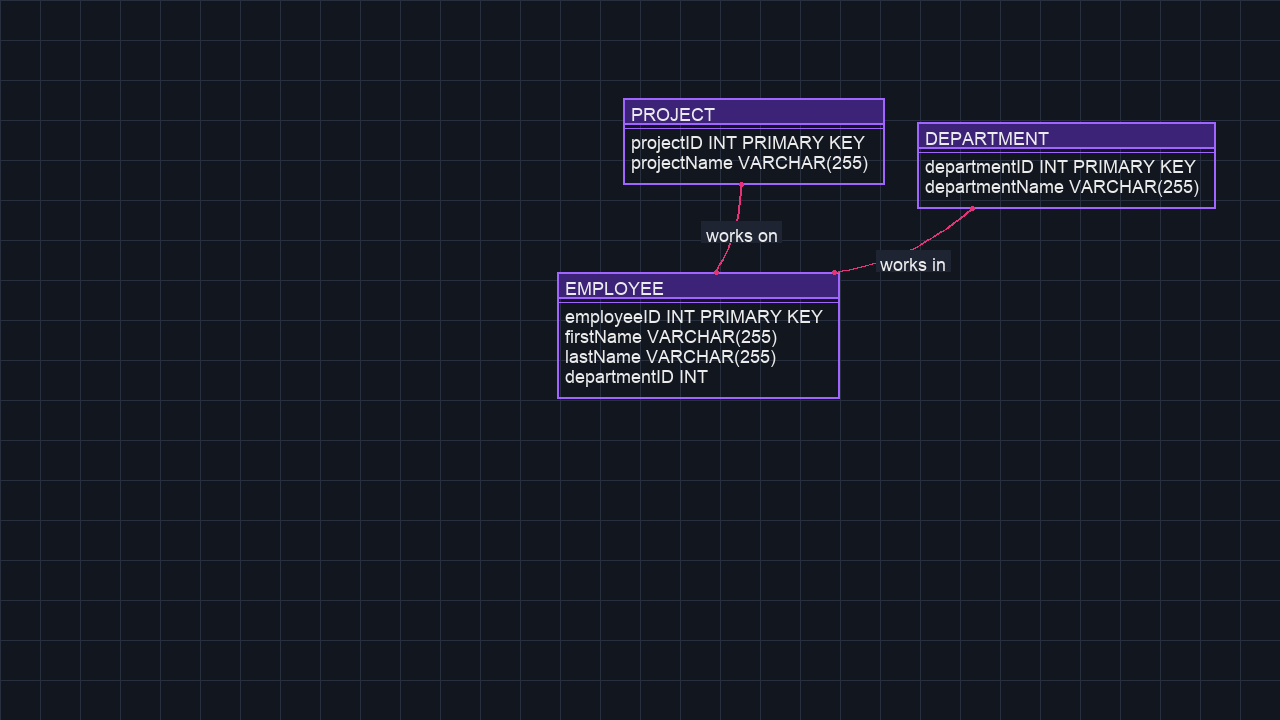 PROJECT
projectID INT PRIMARY KEY
projectName VARCHAR(255)
DEPARTMENT
departmentID INT PRIMARY KEY
departmentName VARCHAR(255)
works on
works in
EMPLOYEE
employeeID INT PRIMARY KEY
firstName VARCHAR(255)
lastName VARCHAR(255)
departmentID INT